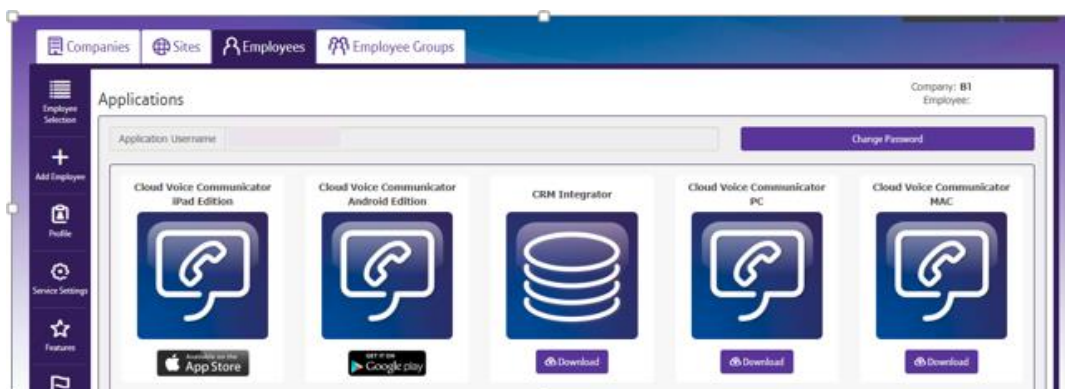 Companies
Sites
Employees
Employee Groups
Employee
Selection
Applications
Company: B1
Employee:
Application Username
Change Password
Add Employee
Cloud Voice Communicator
iPad Edition
Cloud Voice Communicator
Android Edition
CRM Integrator
Cloud Voice Communicator
PC
Cloud Voice Communicator
MAC
Profile
Service Settings
Features
Available on the
App Store
GET IT ON
Google play
Download
Download
Download